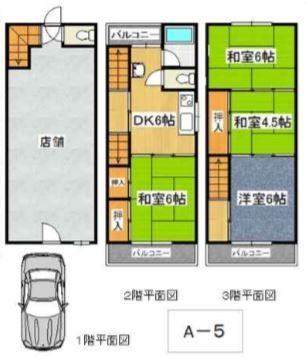 店舗
1階平面図
バルコニー
DK6帖
押入
和室6帖
押入
バルコニー
2階平面図
和室6帖
押入
和室4.5帖
洋室6帖
バルコニー
3階平面図
A-5